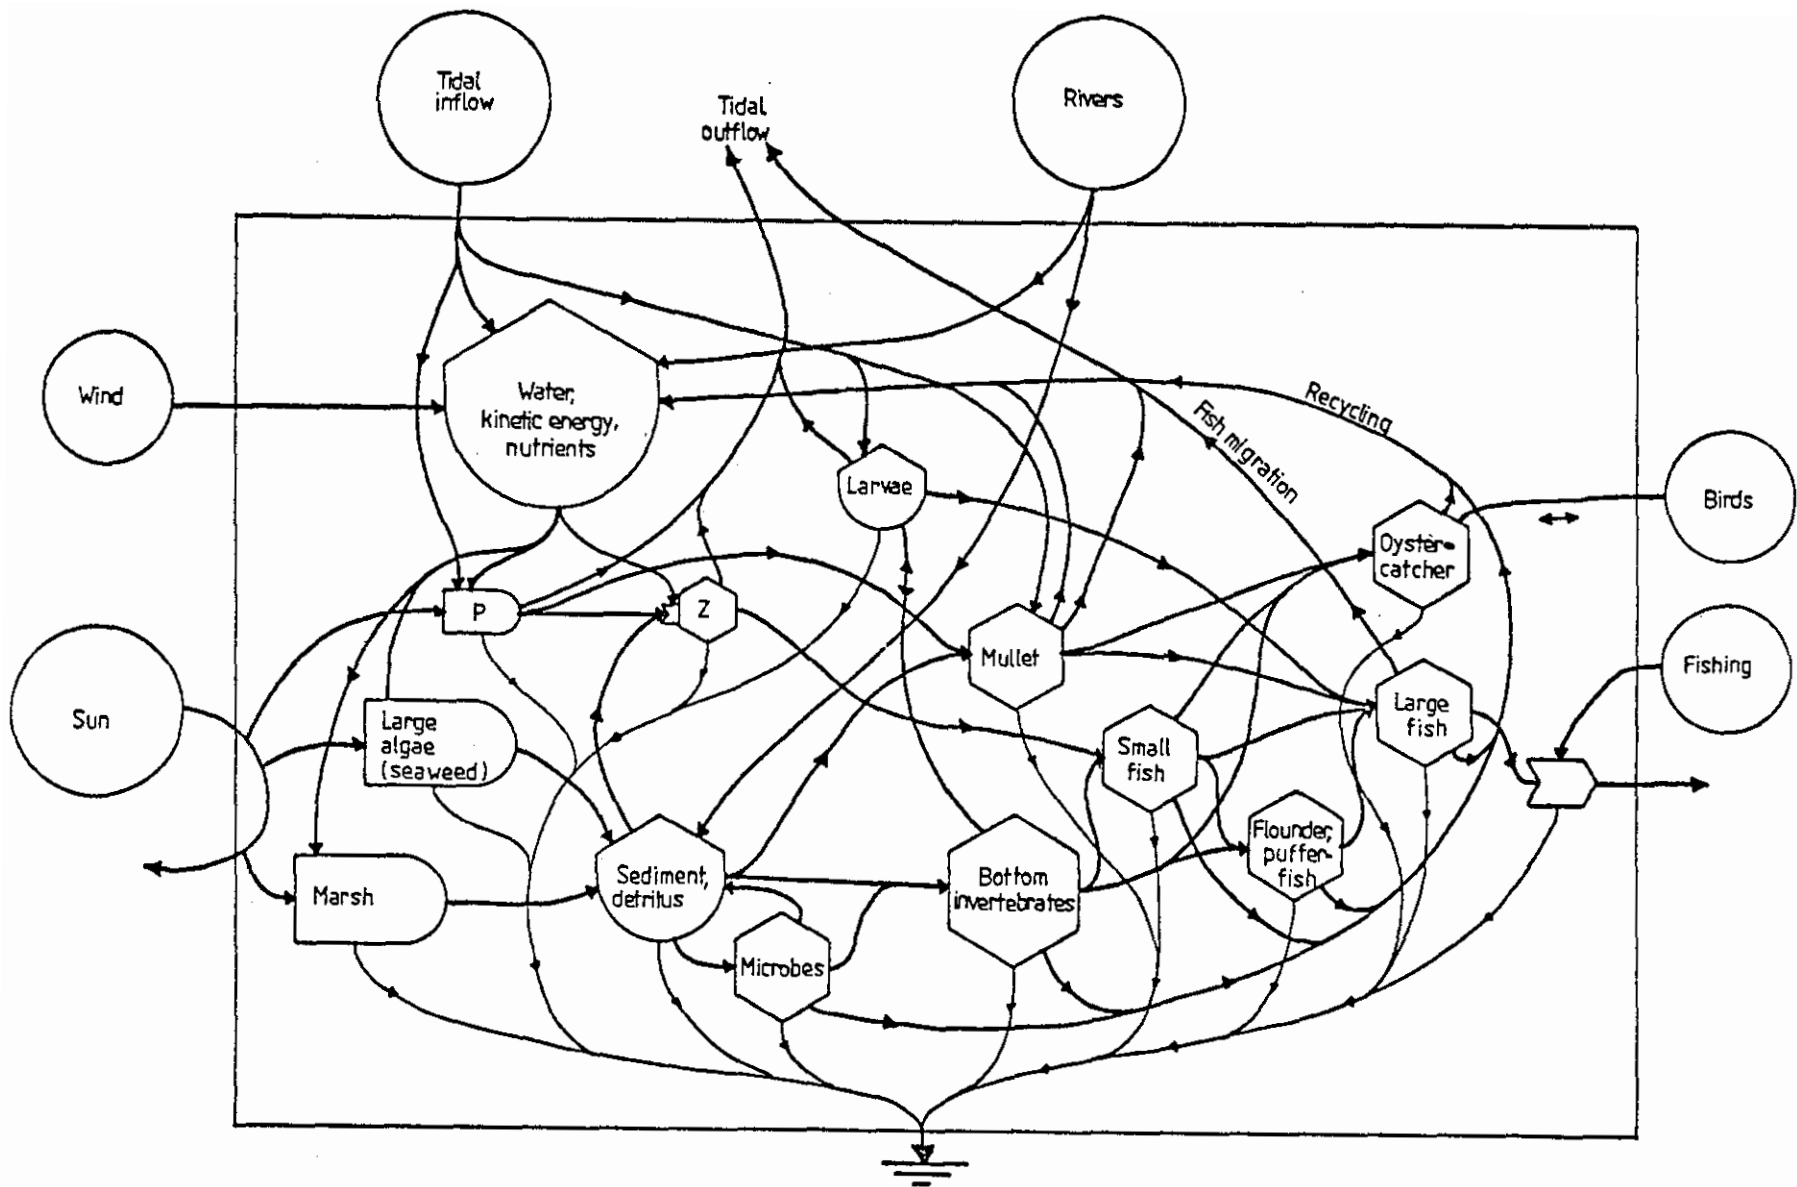 Tidal
inflow
Tidal
outflow
Rivers
Wind
Water,
kinetic energy,
nutrients
Recycling
Fish migration
Larvae
Birds
Oyster-
catcher
P
Z
Mullet
Fishing
Sun
Large
algae
(seaweed)
Large
fish
Small
fish
Flounder,
puffer-
fish
Marsh
Sediment,
detritus
Bottom
invertebrates
Microbes